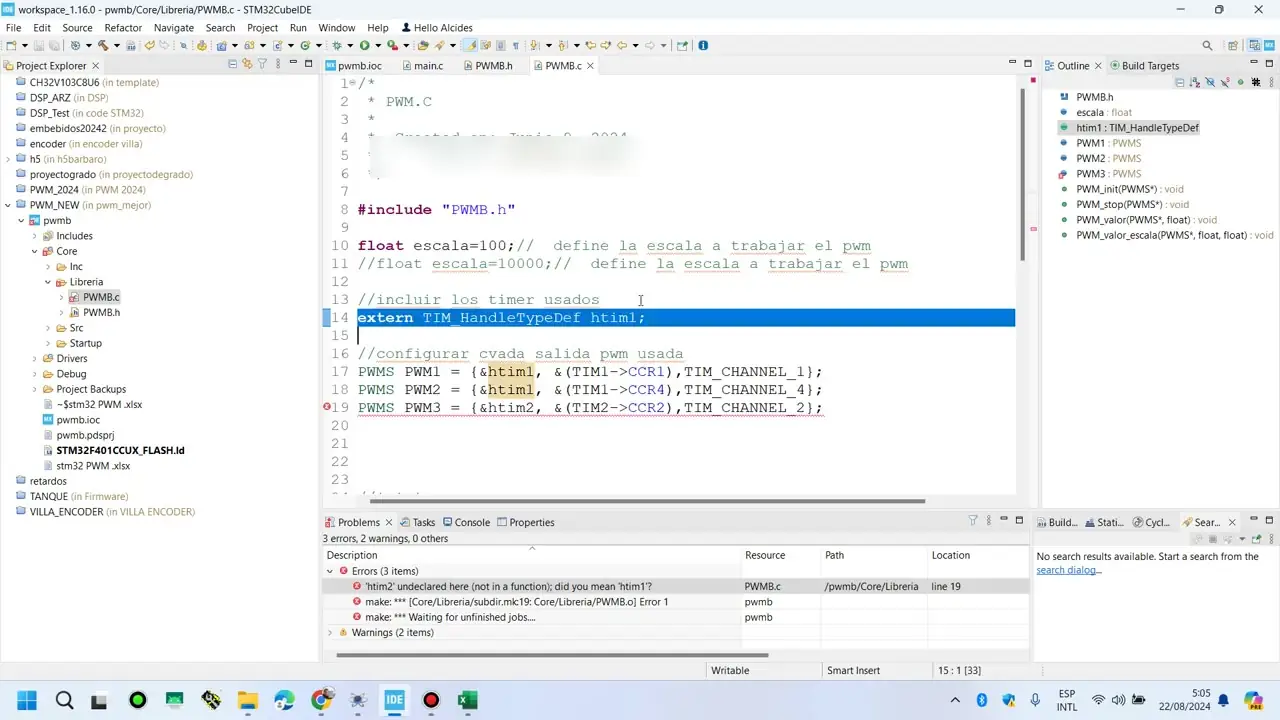 workspace_1.16.0 - pwmb/Core/Libreria/PWMB.c - STM32CubeIDE
File Edit Source Refactor Navigate Search Project Run Window Help Hello Alcides
Project Explorer
CH32V103C8U6 (in template)
DSP_ARZ (in DSP)
DSP_Test (in code STM32)
embebidos20242 (in proyecto)
encoder (in encoder villa)
h5 (in h5barbaro)
proyectogrado (in proyectodegrado)
PWM_2024 (in PWM 2024)
PWM_NEW (in pwm_mejor)
pwmb
Includes
Core
Inc
Libreria
PWMB.c
PWMB.h
Src
Startup
Drivers
Debug
Project Backups
~$stm32 PWM .xlsx
pwmb.ioc
pwmb.pdsprj
STM32F401CCUX_FLASH.ld
stm32 PWM .xlsx
retardos
TANQUE (in Firmware)
VILLA_ENCODER (in VILLA ENCODER)
pwmb.ioc main.c PWMB.h PWMB.c
1 /*
2 * PWM.C
3 *
4 * Created on: Junio 9, 2024
5
6
7
8 #include "PWMB.h"
9
10 float escala=100;// define la escala a trabajar el pwm
11 //float escala=10000;// define la escala a trabajar el pwm
12
13 //incluir los timer usados
14 extern TIM_HandleTypeDef htim1;
15
16 //configurar cvada salida pwm usada
17 PWMS PWM1 = {&htim1, &(TIM1->CCR1),TIM_CHANNEL_1};
18 PWMS PWM2 = {&htim1, &(TIM1->CCR4),TIM_CHANNEL_4};
19 PWMS PWM3 = {&htim2, &(TIM2->CCR2),TIM_CHANNEL_2};
20
21
22
23
Outline Build Targets
PWMB.h
escala : float
htim1 : TIM_HandleTypeDef
PWM1 : PWMS
PWM2 : PWMS
PWM3 : PWMS
PWM_init(PWMS*) : void
PWM_stop(PWMS*) : void
PWM_valor(PWMS*, float) : void
PWM_valor_escala(PWMS*, float, float) : void
Problems Tasks Console Properties
3 errors, 2 warnings, 0 others
Description Resource Path Location
Errors (3 items)
'htim2' undeclared here (not in a function); did you mean 'htim1'? PWMB.c /pwmb/Core/Libreria line 19
make: *** [Core/Libreria/subdir.mk:19: Core/Libreria/PWMB.o] Error 1 pwmb
make: *** Waiting for unfinished jobs.... pwmb
Warnings (2 items)
Build... Stati... Cycl... Sear...
No search results available. Start a search from the
search dialog...
Writable Smart Insert 15 : 1 [33]
IDE
ESP
INTL
5:05
22/08/2024